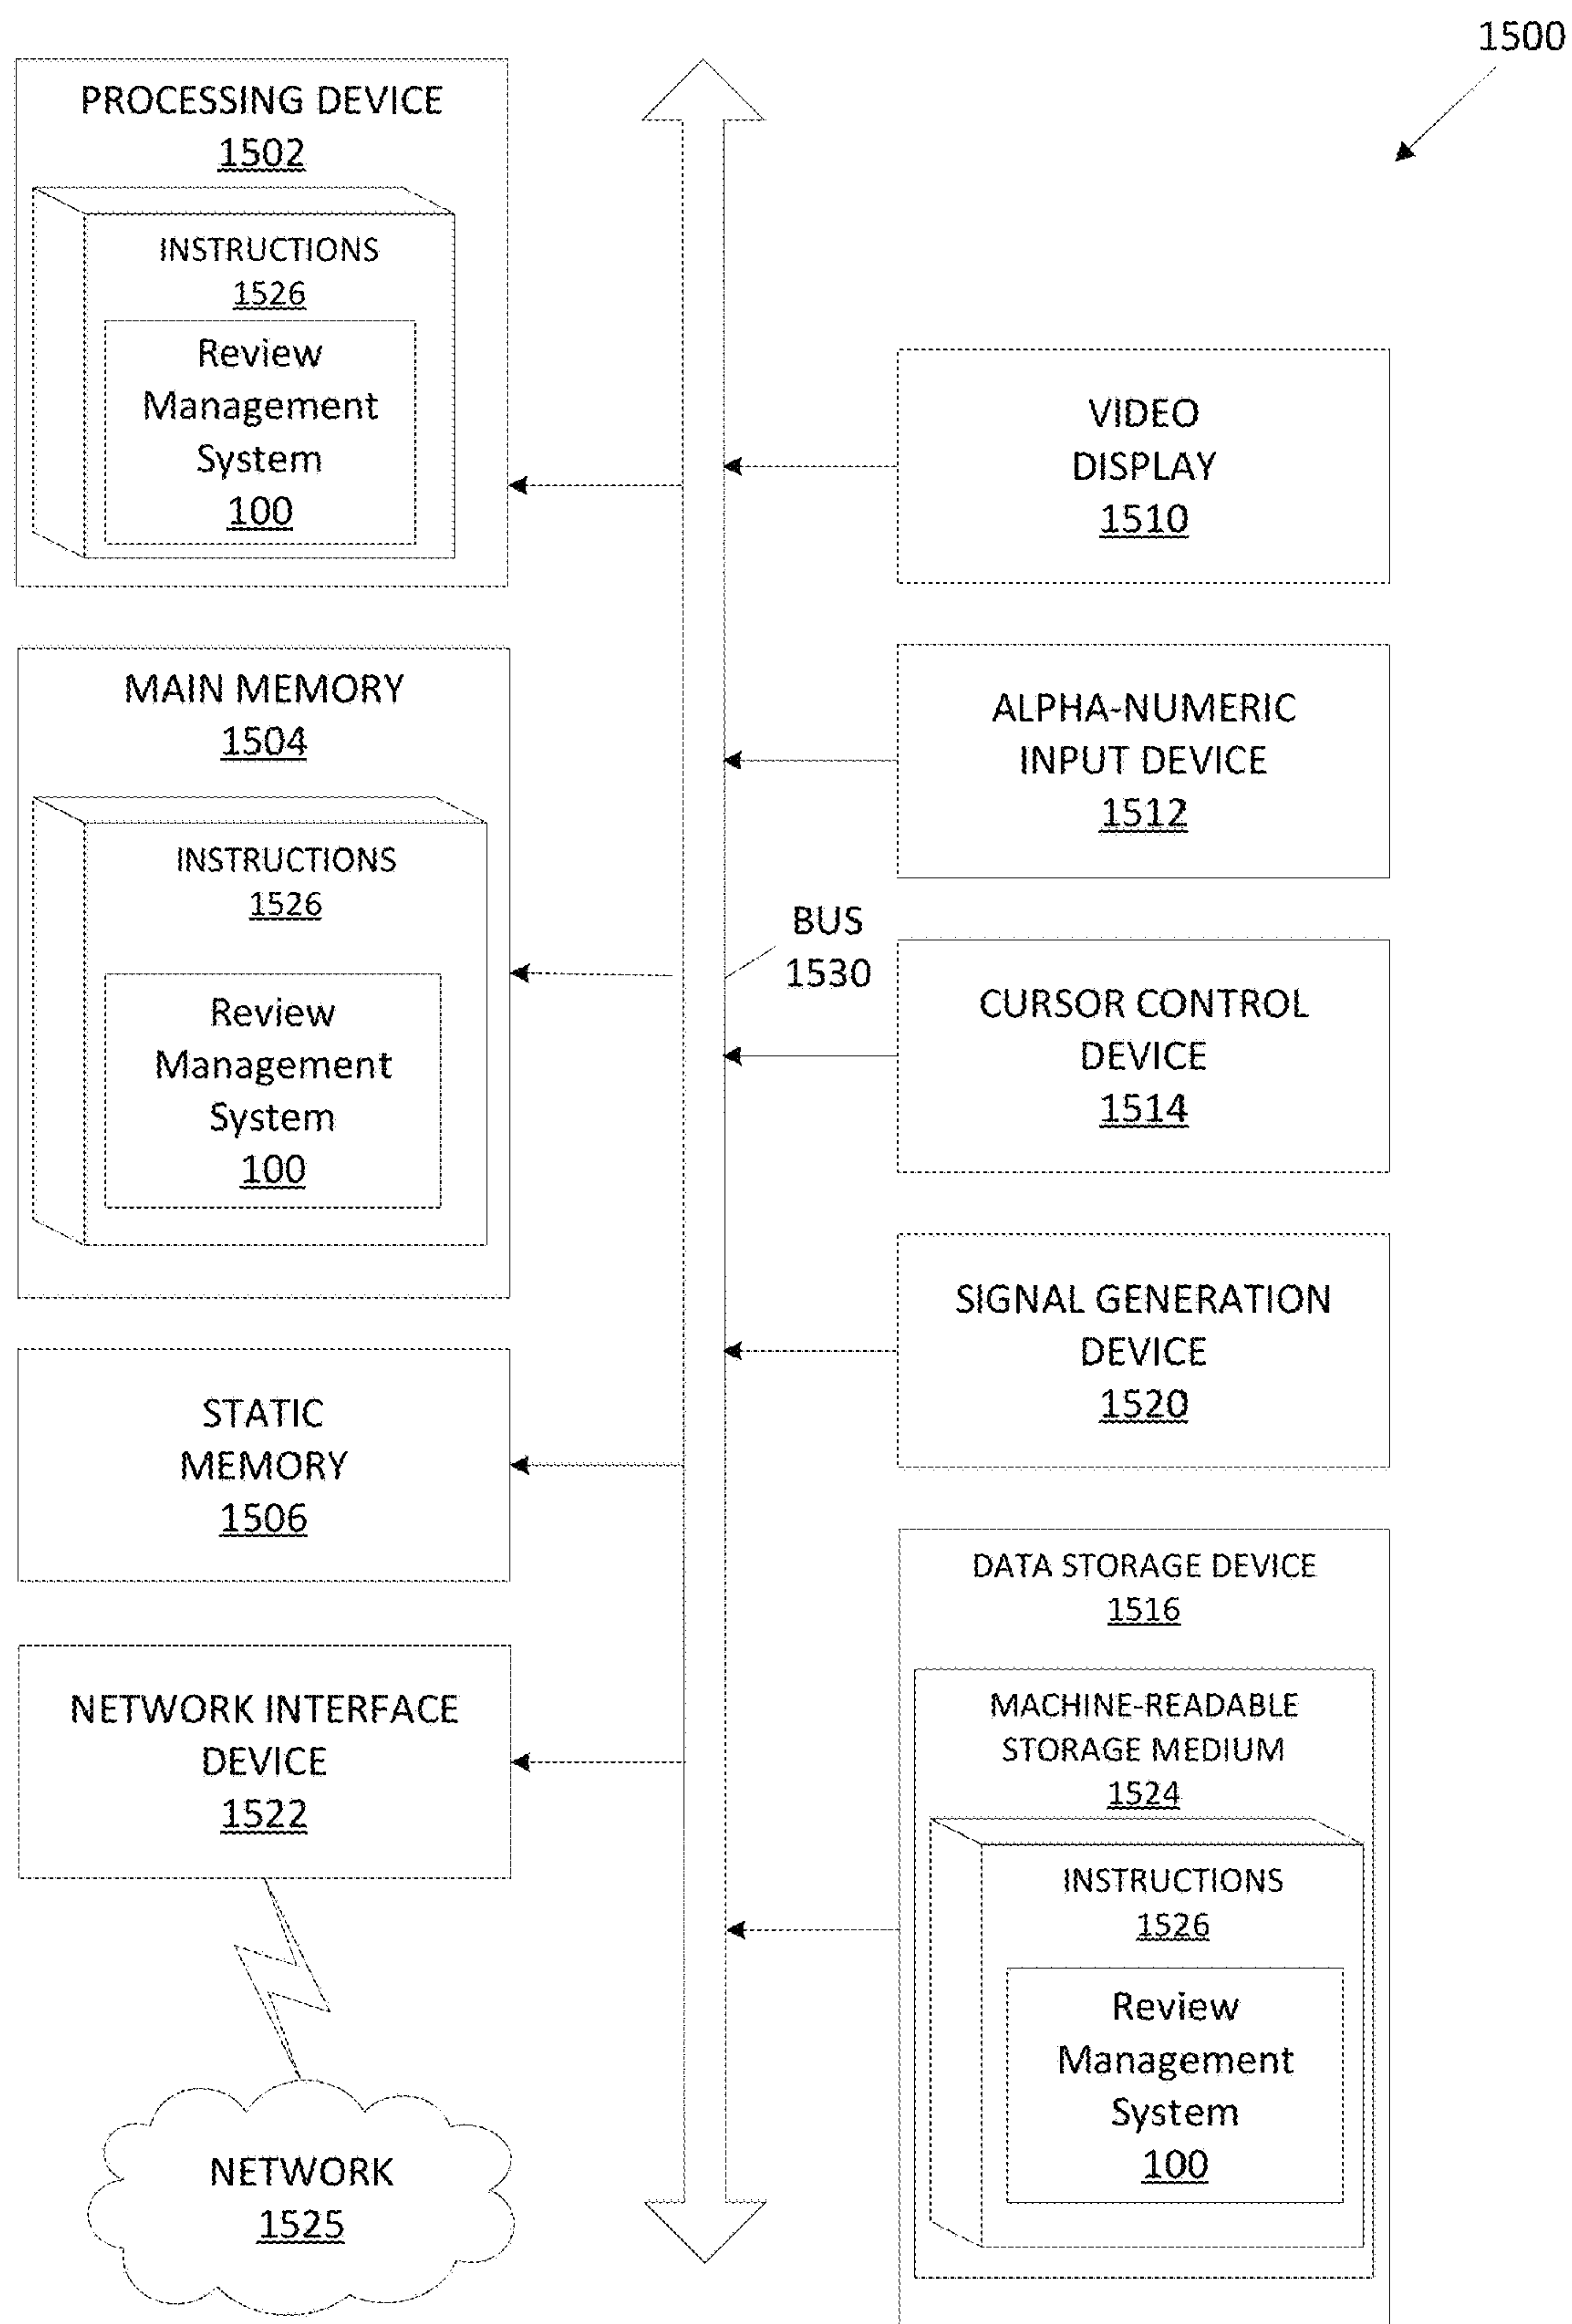 1500
PROCESSING DEVICE
1502
INSTRUCTIONS
1526
Review
Management
System
100
MAIN MEMORY
1504
INSTRUCTIONS
1526
Review
Management
System
100
STATIC
MEMORY
1506
NETWORK INTERFACE
DEVICE
1522
NETWORK
1525
BUS
1530
VIDEO
DISPLAY
1510
ALPHA-NUMERIC
INPUT DEVICE
1512
CURSOR CONTROL
DEVICE
1514
SIGNAL GENERATION
DEVICE
1520
DATA STORAGE DEVICE
1516
MACHINE-READABLE
STORAGE MEDIUM
1524
INSTRUCTIONS
1526
Review
Management
System
100